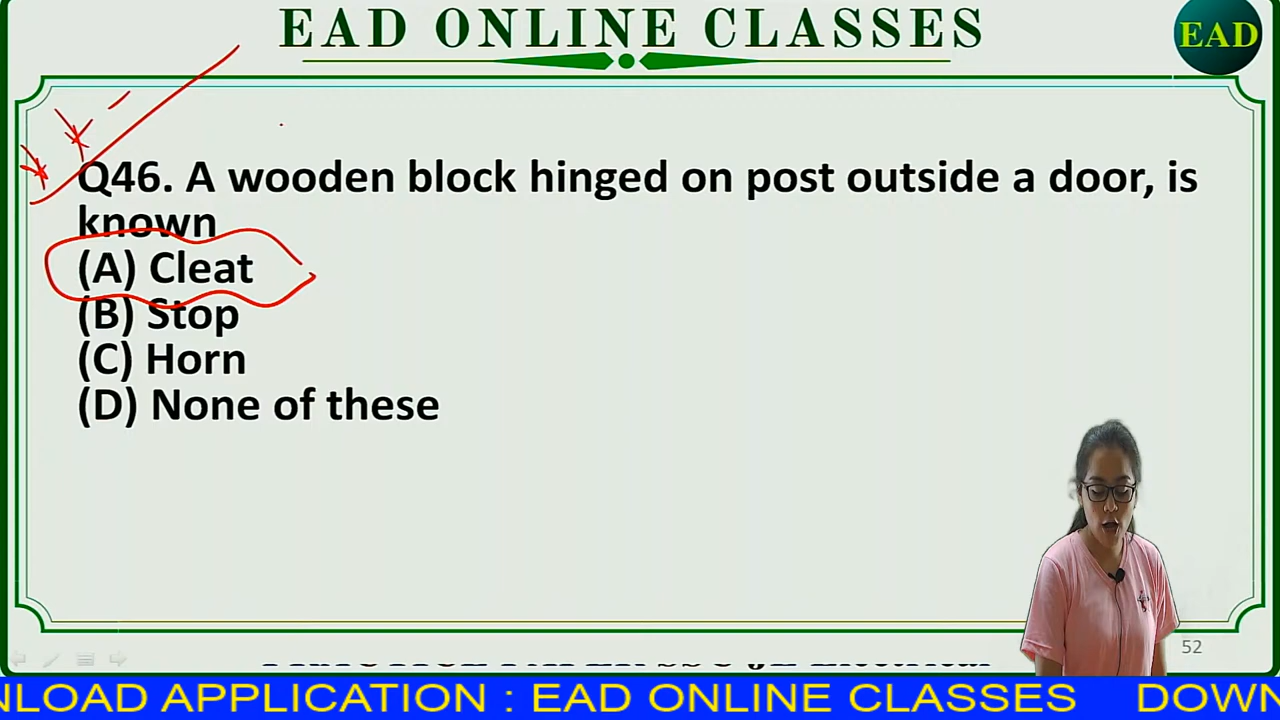 EAD ONLINE CLASSES
EAD
Q46. A wooden block hinged on post outside a door, is
known
(A) Cleat
(B) Stop
(C) Horn
(D) None of these
52
NLOAD APPLICATION : EAD ONLINE CLASSES DOWN